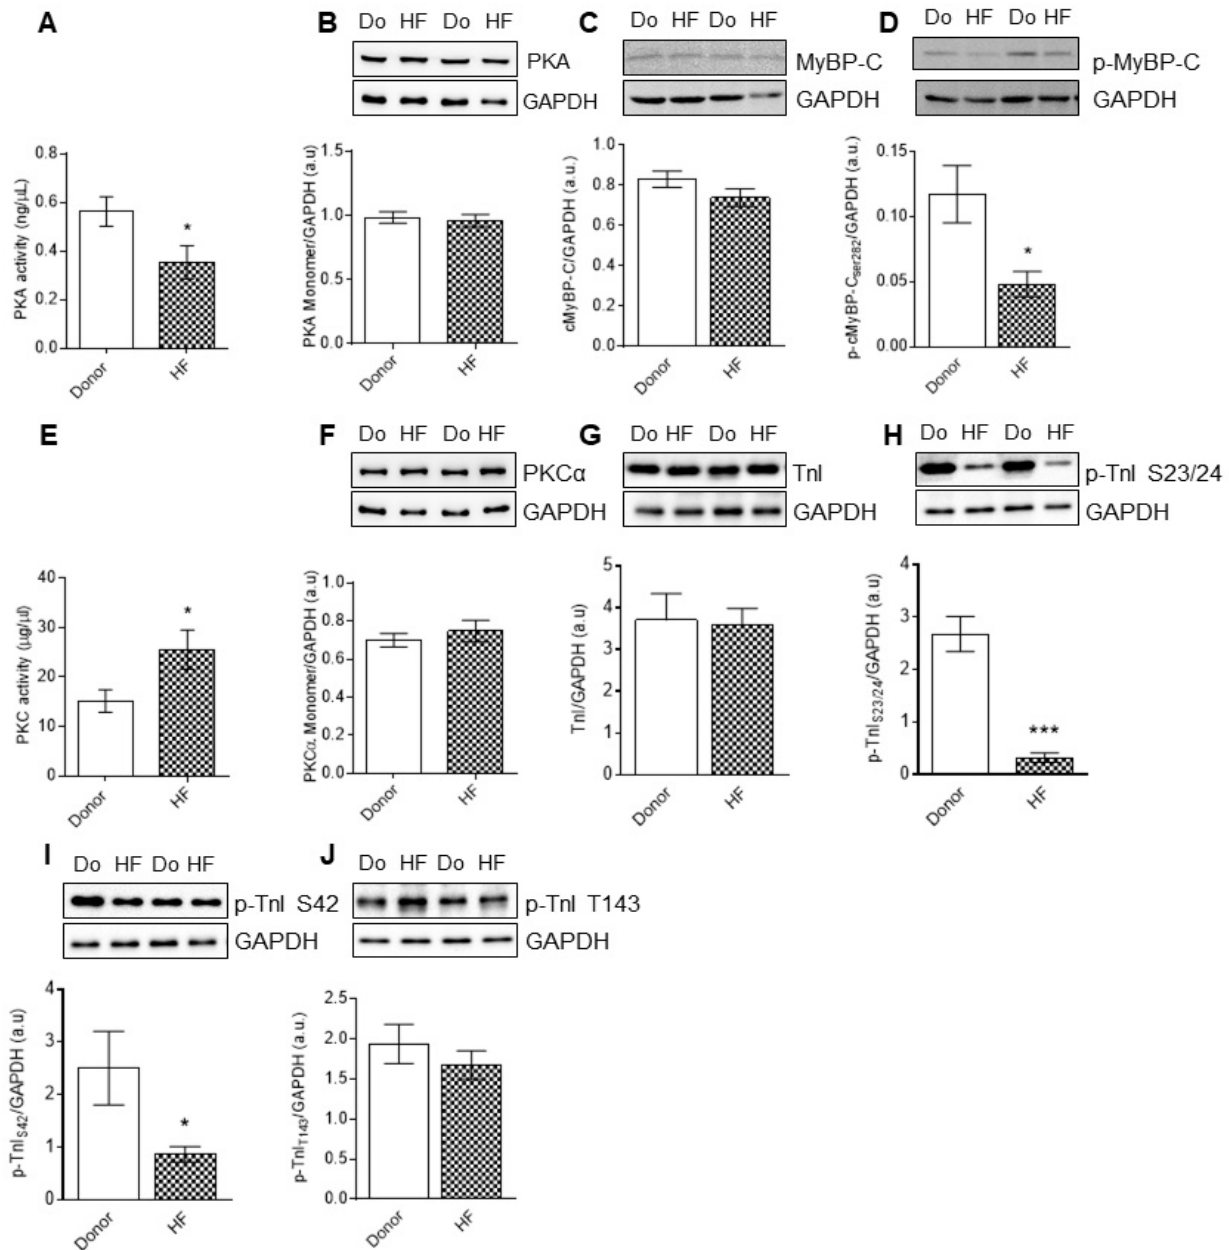 A
B
Do HF Do HF
PKA
GAPDH
C
Do HF Do HF
MyBP-C
GAPDH
D
Do HF Do HF
p-MyBP-C
GAPDH
PKA activity (ng/µL)
0.8
0.6
0.4
0.2
0.0
Donor
HF
*
PKA Monomer/GAPDH (a.u)
1.5
1.0
0.5
0.0
Donor
HF
cMyBP-C/GAPDH (a.u.)
1.0
0.8
0.6
0.4
0.2
0.0
Donor
HF
p-cMyBP-Cser282/GAPDH (a.u.)
0.15
0.10
0.05
0.00
Donor
HF
*
E
F
Do HF Do HF
PKCα
GAPDH
G
Do HF Do HF
TnI
GAPDH
H
Do HF Do HF
p-TnI S23/24
GAPDH
PKC activity (µg/µl)
40
30
20
10
0
Donor
HF
*
PKCα Monomer/GAPDH (a.u)
1.0
0.8
0.6
0.4
0.2
0.0
Donor
HF
TnI/GAPDH (a.u)
5
4
3
2
1
0
Donor
HF
p-TnIS23/24/GAPDH (a.u)
4
3
2
1
0
Donor
HF
***
I
Do HF Do HF
p-TnI S42
GAPDH
J
Do HF Do HF
p-TnI T143
GAPDH
p-TnIS42/GAPDH (a.u)
4
3
2
1
0
Donor
HF
*
p-TnIT143/GAPDH (a.u.)
2.5
2.0
1.5
1.0
0.5
0.0
Donor
HF